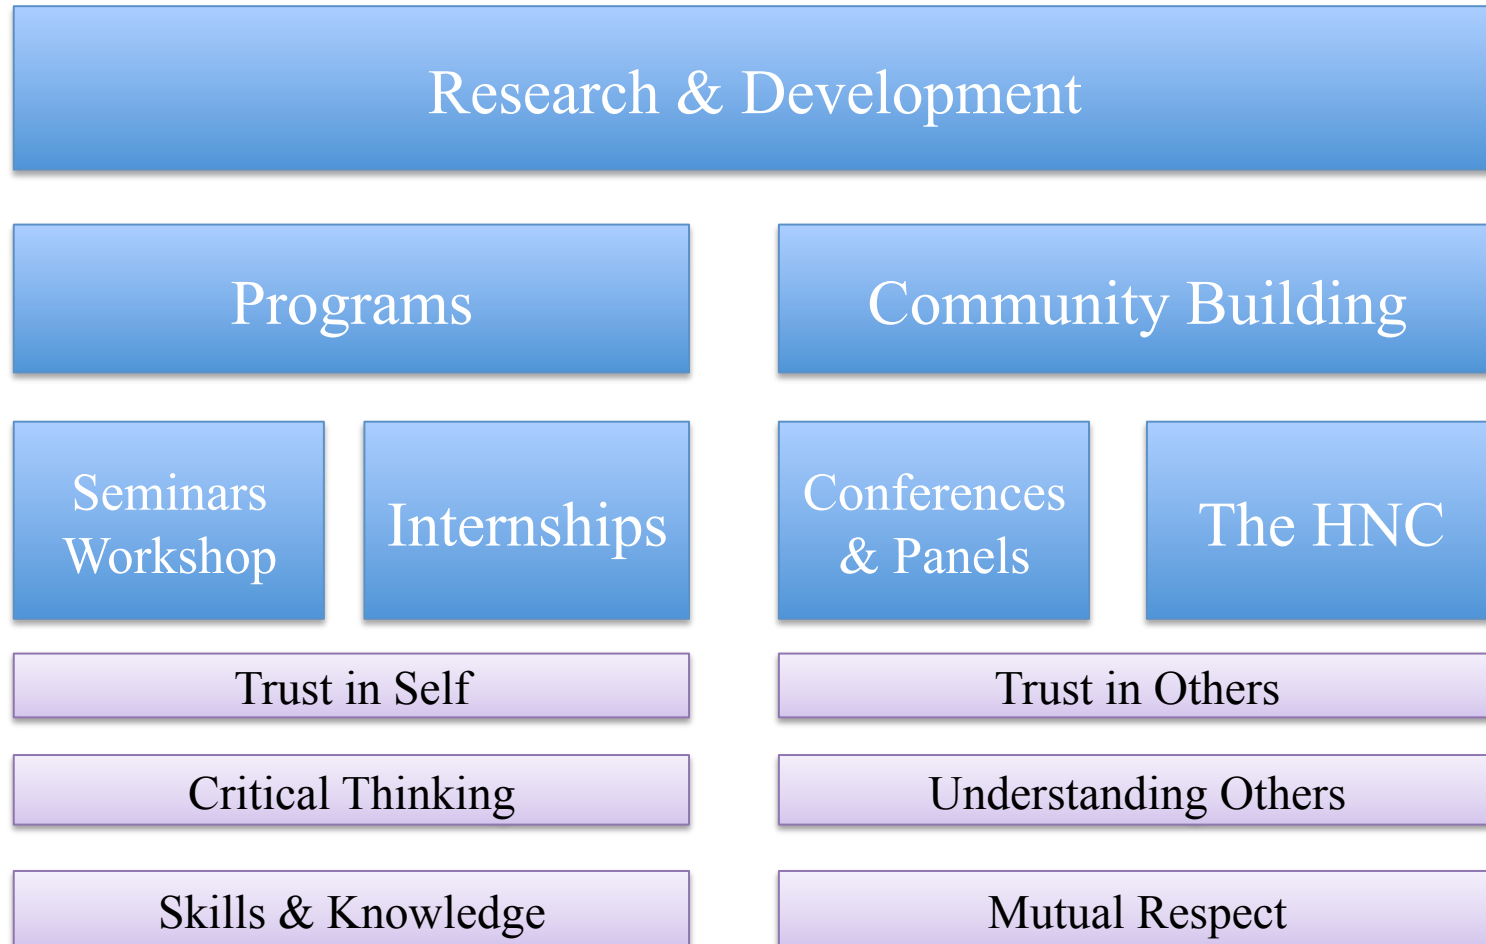 Research & Development
Programs
Community Building
Seminars
Workshop
Internships
Conferences
& Panels
The HNC
Trust in Self
Trust in Others
Critical Thinking
Understanding Others
Skills & Knowledge
Mutual Respect